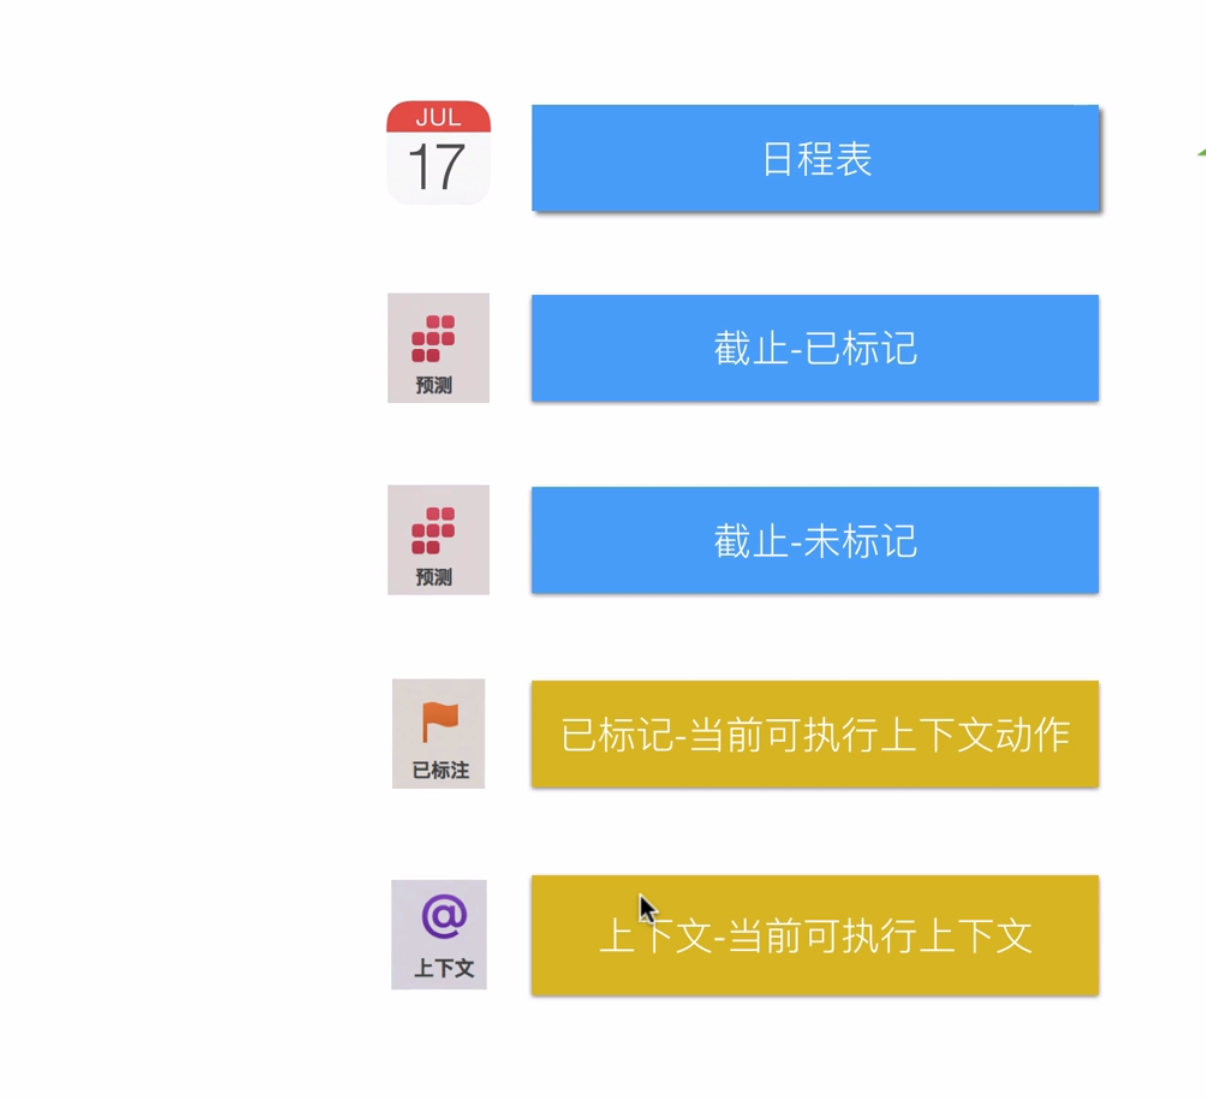 JUL
17
日程表
预测
截止-已标记
预测
截止-未标记
已标注
已标记-当前可执行上下文动作
@
上下文
上下文-当前可执行上下文